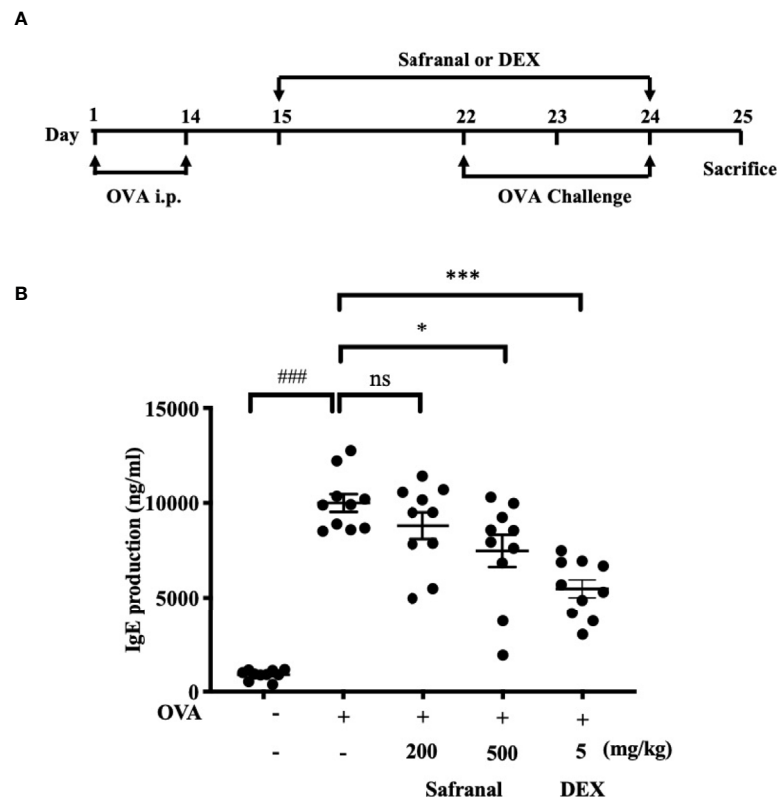 A
Safranal or DEX
1 14 15 22 23 24 25
Day
Sacrifice
OVA i.p. OVA Challenge
B
***
*
### ns
15000
10000
5000
0
IgE production (ng/ml)
OVA - + + + +
- - 200 500 5 (mg/kg)
Safranal DEX